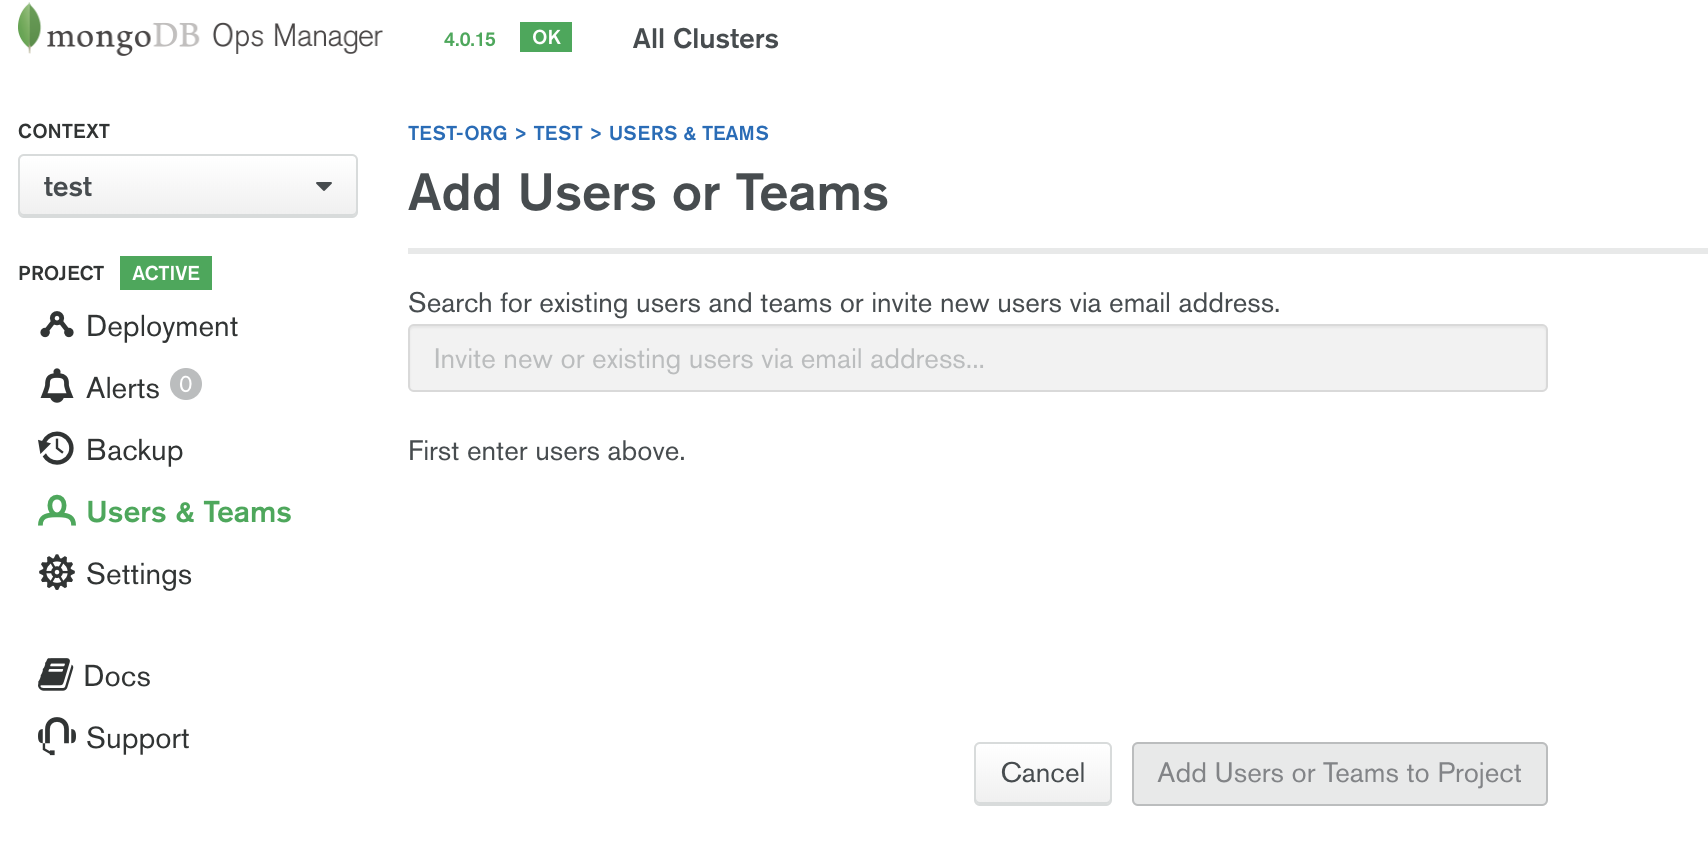 mongoDB Ops Manager 4.0.15 OK All Clusters
CONTEXT
test
PROJECT ACTIVE
Deployment
Alerts 0
Backup
Users & Teams
Settings
Docs
Support
TEST-ORG > TEST > USERS & TEAMS
Add Users or Teams
Search for existing users and teams or invite new users via email address.
Invite new or existing users via email address...
First enter users above.
Cancel Add Users or Teams to Project